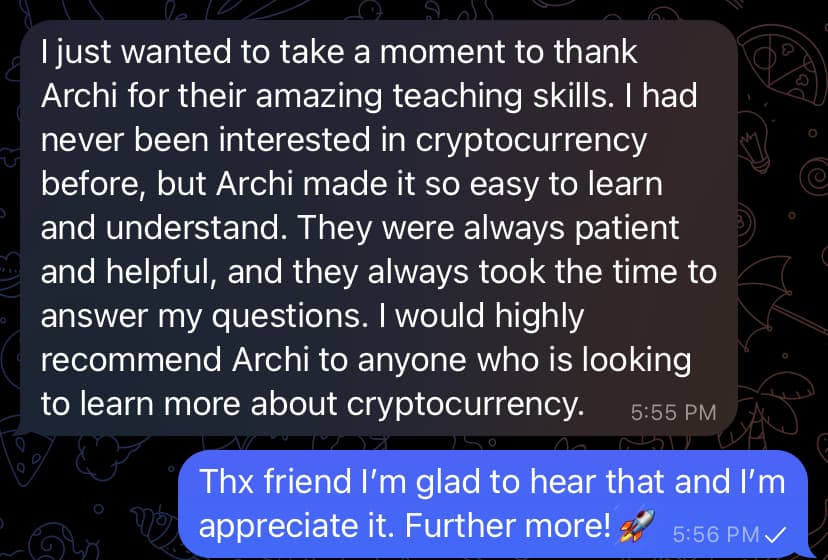 I just wanted to take a moment to thank
Archi for their amazing teaching skills. I had
never been interested in cryptocurrency
before, but Archi made it so easy to learn
and understand. They were always patient
and helpful, and they always took the time to
answer my questions. I would highly
recommend Archi to anyone who is looking
to learn more about cryptocurrency. 5:55 PM
Thx friend I’m glad to hear that and I’m
appreciate it. Further more! 🚀 5:56 PM